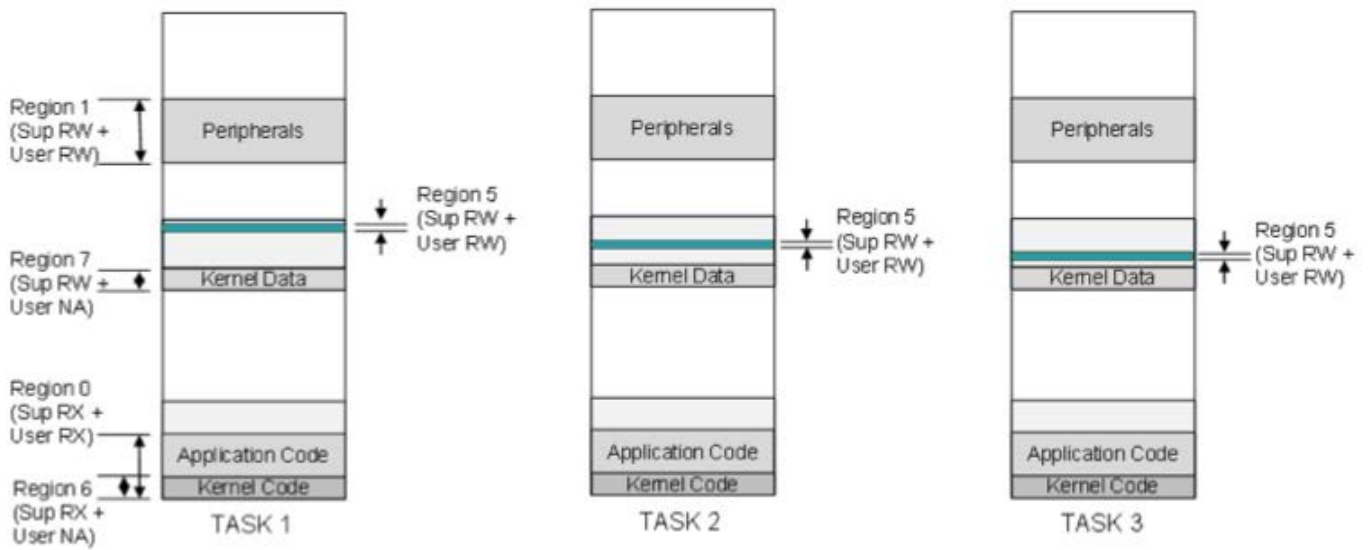 Region 1
(Sup RW +
User RW)
Peripherals
Region 5
(Sup RW +
User RW)
Region 7
(Sup RW +
User NA)
Kernel Data
Region 0
(Sup RX +
User RX)
Application Code
Region 6
(Sup RX +
User NA)
Kernel Code
TASK 1
Peripherals
Region 5
(Sup RW +
User RW)
Kernel Data
Application Code
Kernel Code
TASK 2
Peripherals
Region 5
(Sup RW +
User RW)
Kernel Data
Application Code
Kernel Code
TASK 3